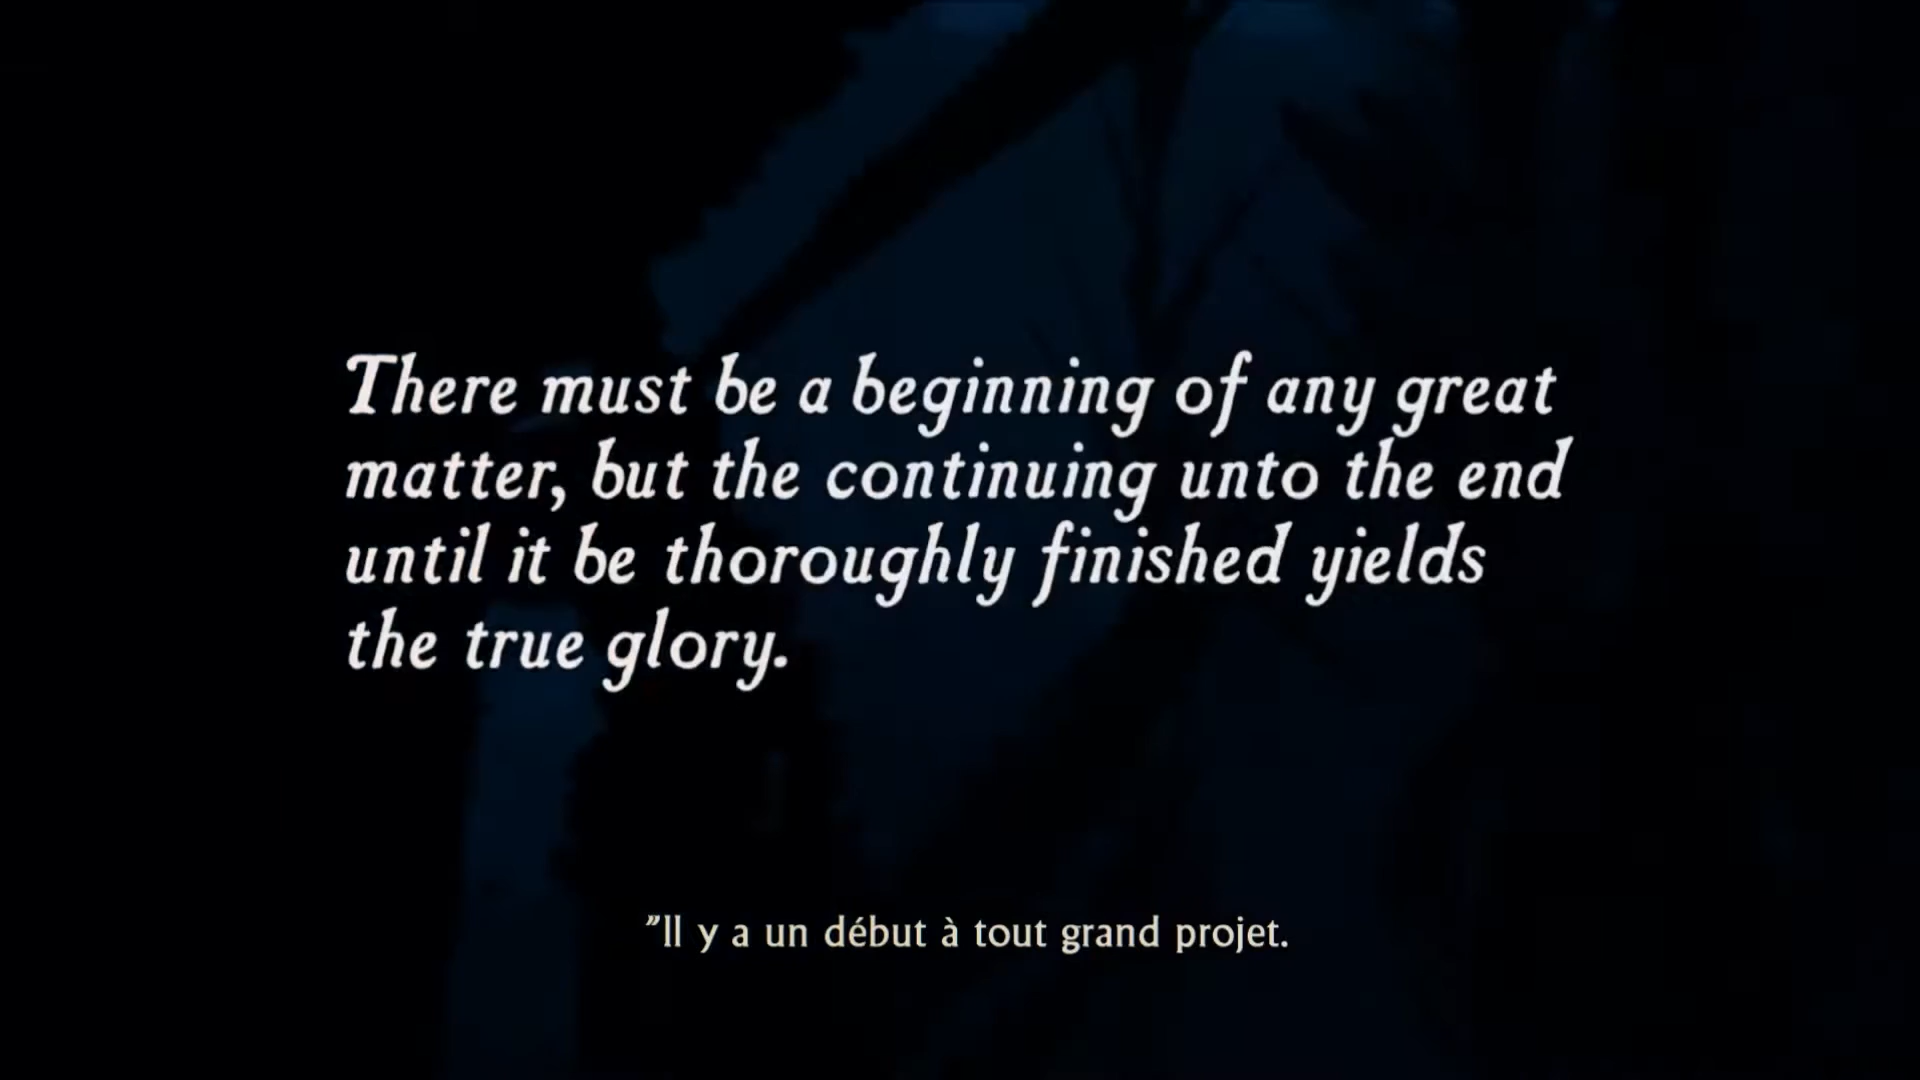 There must be a beginning of any great
matter, but the continuing unto the end
until it be thoroughly finished yields
the true glory.
"Il y a un début à tout grand projet.